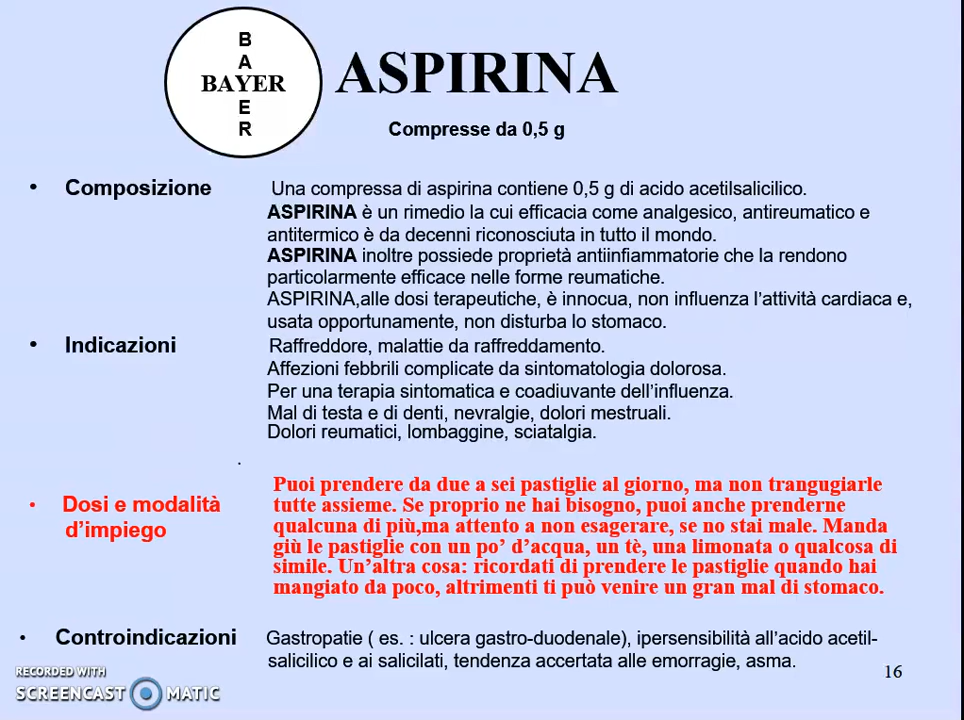 B
A
BAYER
E
R
ASPIRINA
Compresse da 0,5 g
• Composizione
Una compressa di aspirina contiene 0,5 g di acido acetilsalicilico.
ASPIRINA è un rimedio la cui efficacia come analgesico, antireumatico e
antitermico è da decenni riconosciuta in tutto il mondo.
ASPIRINA inoltre possiede proprietà antiinfiammatorie che la rendono
particolarmente efficace nelle forme reumatiche.
ASPIRINA,alle dosi terapeutiche, è innocua, non influenza l’attività cardiaca e,
usata opportunamente, non disturba lo stomaco.
• Indicazioni
Raffreddore, malattie da raffreddamento.
Affezioni febbrili complicate da sintomatologia dolorosa.
Per una terapia sintomatica e coadiuvante dell’influenza.
Mal di testa e di denti, nevralgie, dolori mestruali.
Dolori reumatici, lombaggine, sciatalgia.
.
• Dosi e modalità
d’impiego
Puoi prendere da due a sei pastiglie al giorno, ma non trangugiarle
tutte assieme. Se proprio ne hai bisogno, puoi anche prenderne
qualcuna di più,ma attento a non esagerare, se no stai male. Manda
giù le pastiglie con un po’ d’acqua, un tè, una limonata o qualcosa di
simile. Un’altra cosa: ricordati di prendere le pastiglie quando hai
mangiato da poco, altrimenti ti può venire un gran mal di stomaco.
• Controindicazioni
Gastropatie ( es. : ulcera gastro-duodenale), ipersensibilità all’acido acetil-
salicilico e ai salicilati, tendenza accertata alle emorragie, asma.
16
RECORDED WITH
SCREENCAST MATIC